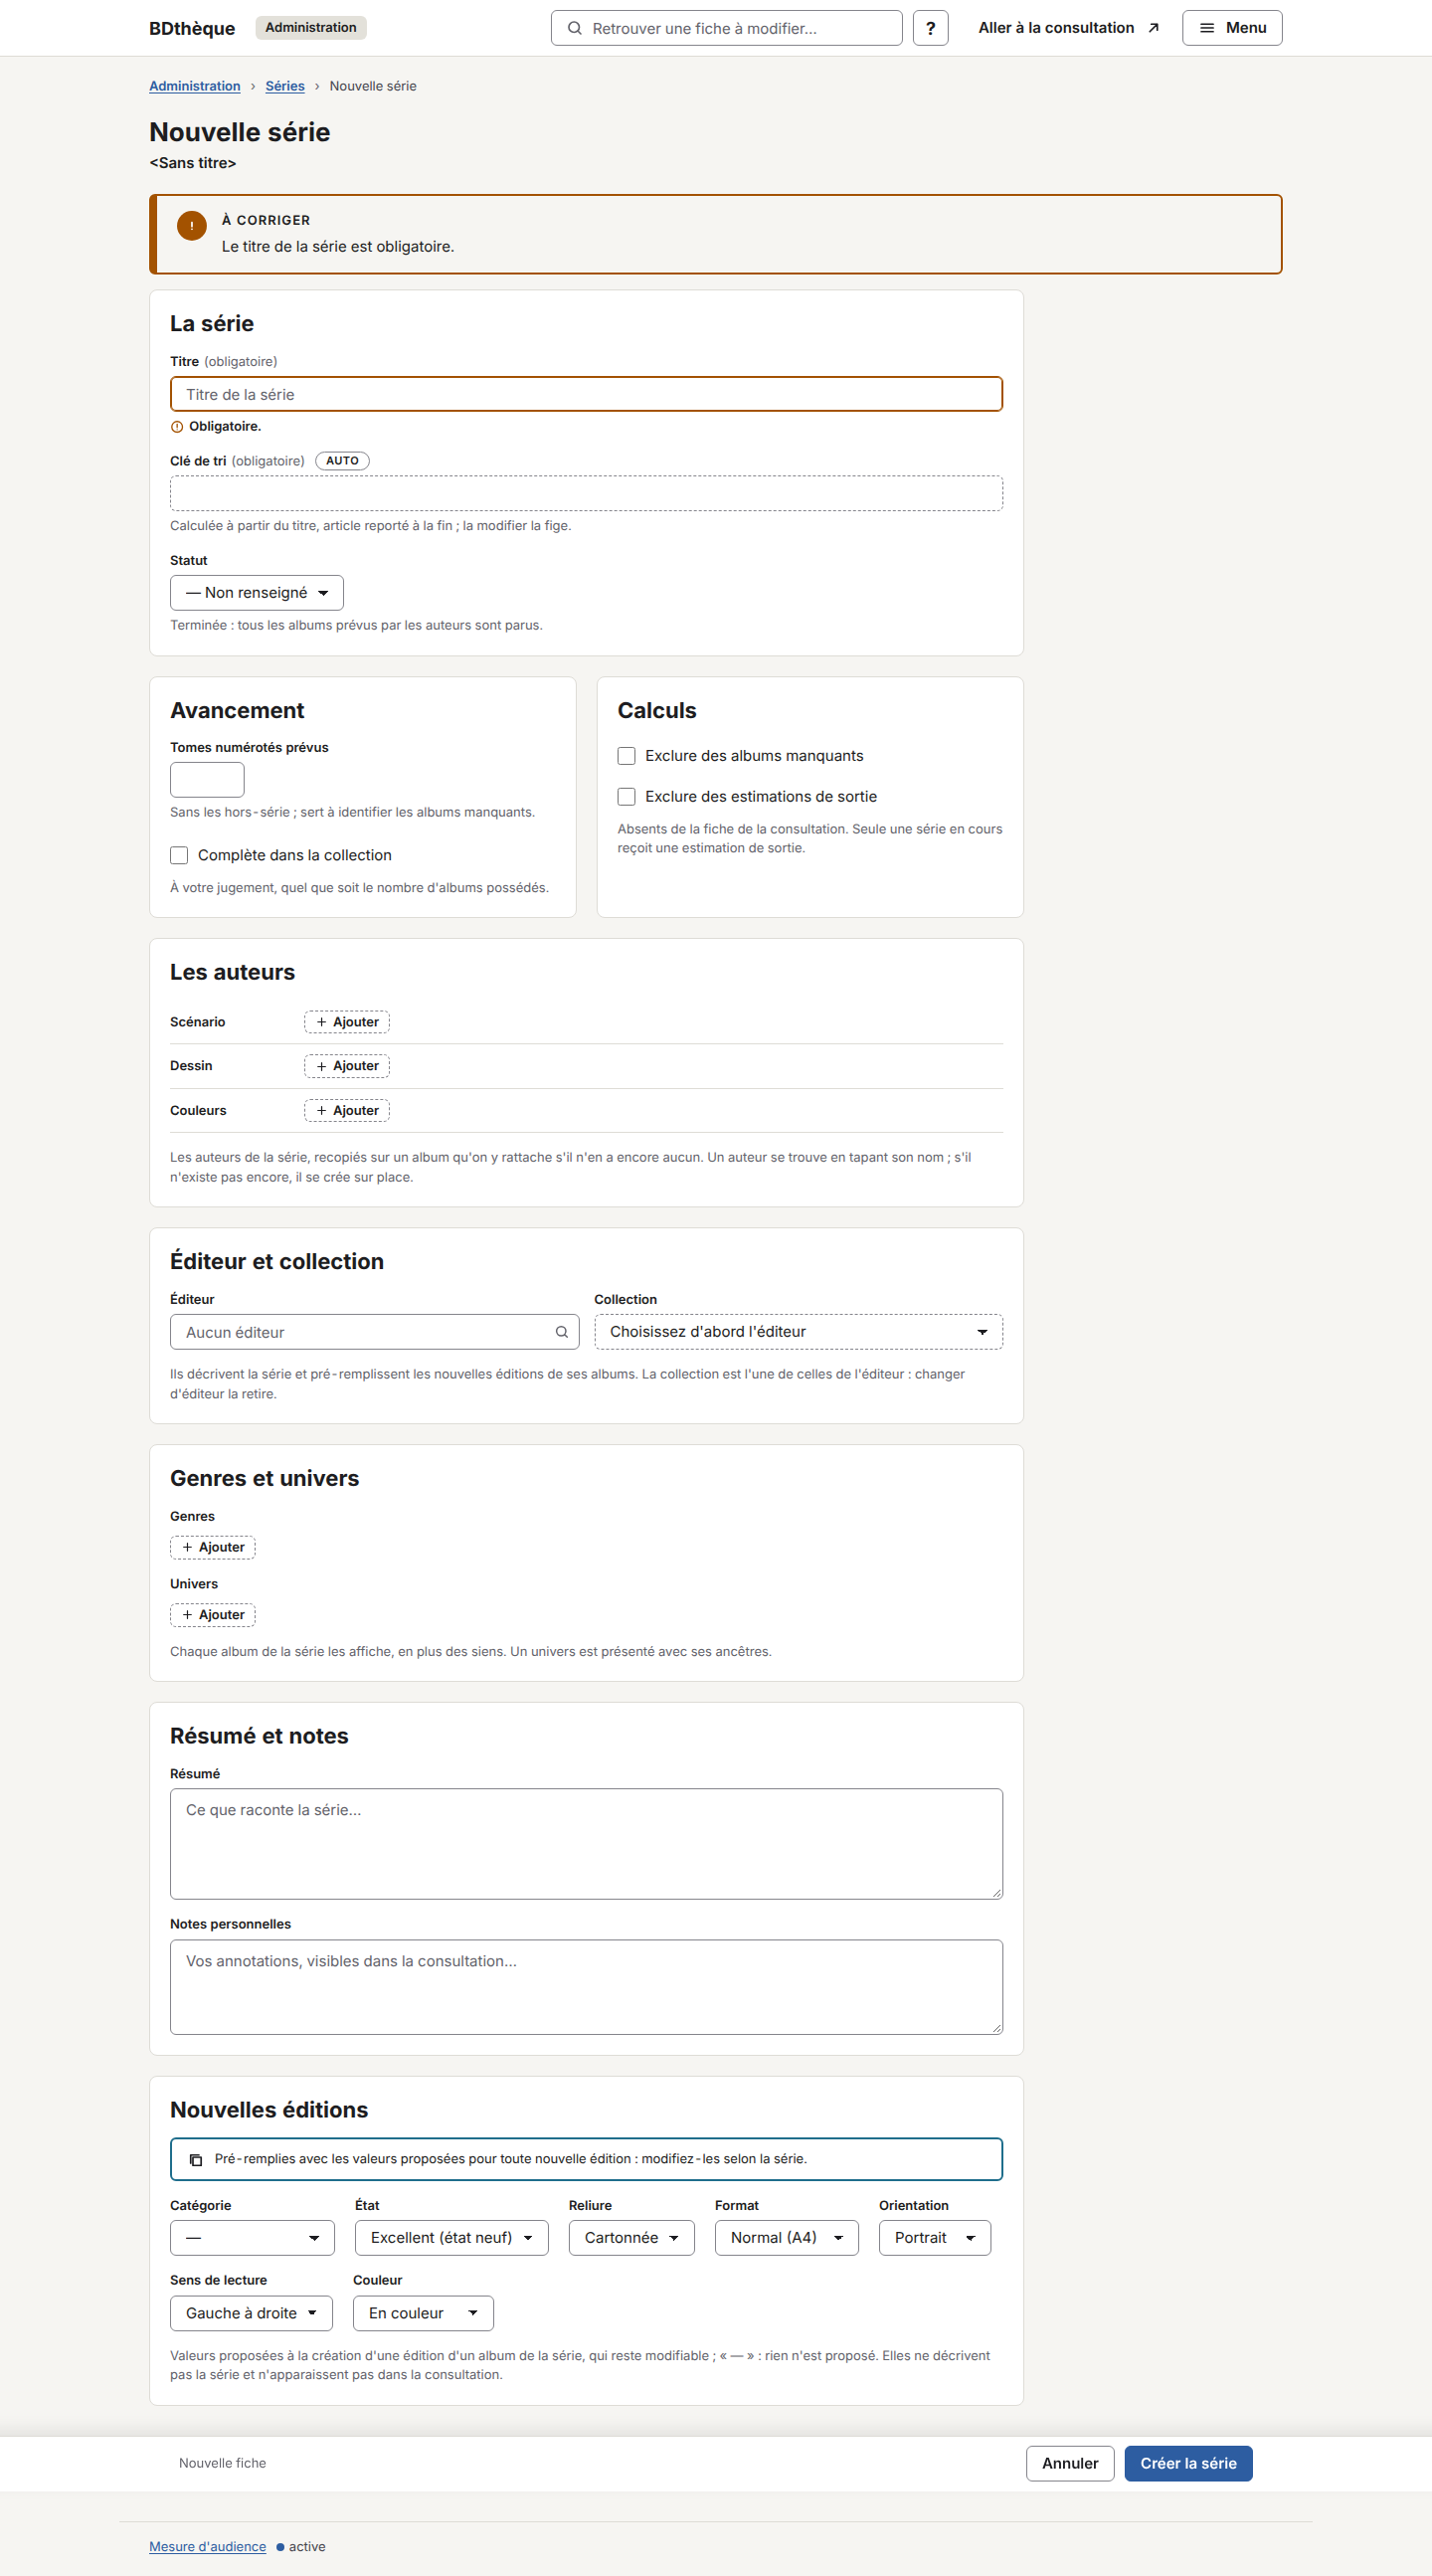 BDthèque Administration Retrouver une fiche à modifier... ? Aller à la consultation Menu
Administration › Séries › Nouvelle série
Nouvelle série
<Sans titre>
! À CORRIGER
Le titre de la série est obligatoire.
La série
Titre (obligatoire)
Titre de la série
Obligatoire.
Clé de tri (obligatoire) AUTO
Calculée à partir du titre, article reporté à la fin ; la modifier la fige.
Statut
— Non renseigné
Terminée : tous les albums prévus par les auteurs sont parus.
Avancement
Tomes numérotés prévus
Sans les hors-série ; sert à identifier les albums manquants.
Complète dans la collection
À votre jugement, quel que soit le nombre d'albums possédés.
Calculs
Exclure des albums manquants
Exclure des estimations de sortie
Absents de la fiche de la consultation. Seule une série en cours
reçoit une estimation de sortie.
Les auteurs
Scénario + Ajouter
Dessin + Ajouter
Couleurs + Ajouter
Les auteurs de la série, recopiés sur un album qu'on y rattache s'il n'en a encore aucun. Un auteur se trouve en tapant son nom ; s'il
n'existe pas encore, il se crée sur place.
Éditeur et collection
Éditeur Collection
Aucun éditeur Choisissez d'abord l'éditeur
Ils décrivent la série et pré-remplissent les nouvelles éditions de ses albums. La collection est l'une de celles de l'éditeur : changer
d'éditeur la retire.
Genres et univers
Genres
+ Ajouter
Univers
+ Ajouter
Chaque album de la série les affiche, en plus des siens. Un univers est présenté avec ses ancêtres.
Résumé et notes
Résumé
Ce que raconte la série...
Notes personnelles
Vos annotations, visibles dans la consultation...
Nouvelles éditions
Pré-remplies avec les valeurs proposées pour toute nouvelle édition : modifiez-les selon la série.
Catégorie État Reliure Format Orientation
— Excellent (état neuf) Cartonnée Normal (A4) Portrait
Sens de lecture Couleur
Gauche à droite En couleur
Valeurs proposées à la création d'une édition d'un album de la série, qui reste modifiable ; « — » : rien n'est proposé. Elles ne décrivent
pas la série et n'apparaissent pas dans la consultation.
Nouvelle fiche Annuler Créer la série
Mesure d'audience active